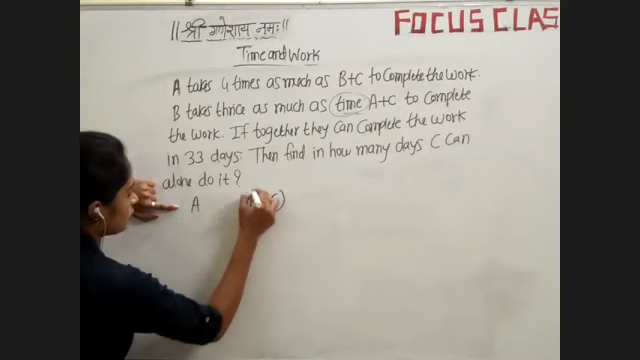 FOCUS CLAS
||श्री गणेशाय नमः||
Time and Work
A takes 4 times as much as B+C to Complete the work.
B takes thrice as much as time A+C to Complete
the work. If together they can Complete the work
in 33 days. Then find in how many days C Can
alone do it?
A )